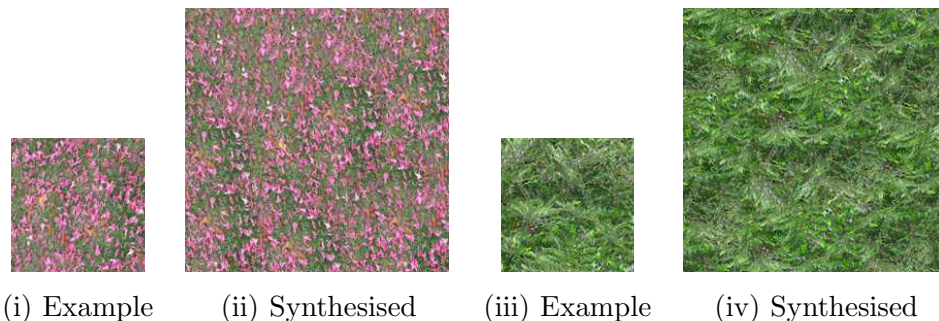 (i) Example
(ii) Synthesised
(iii) Example
(iv) Synthesised